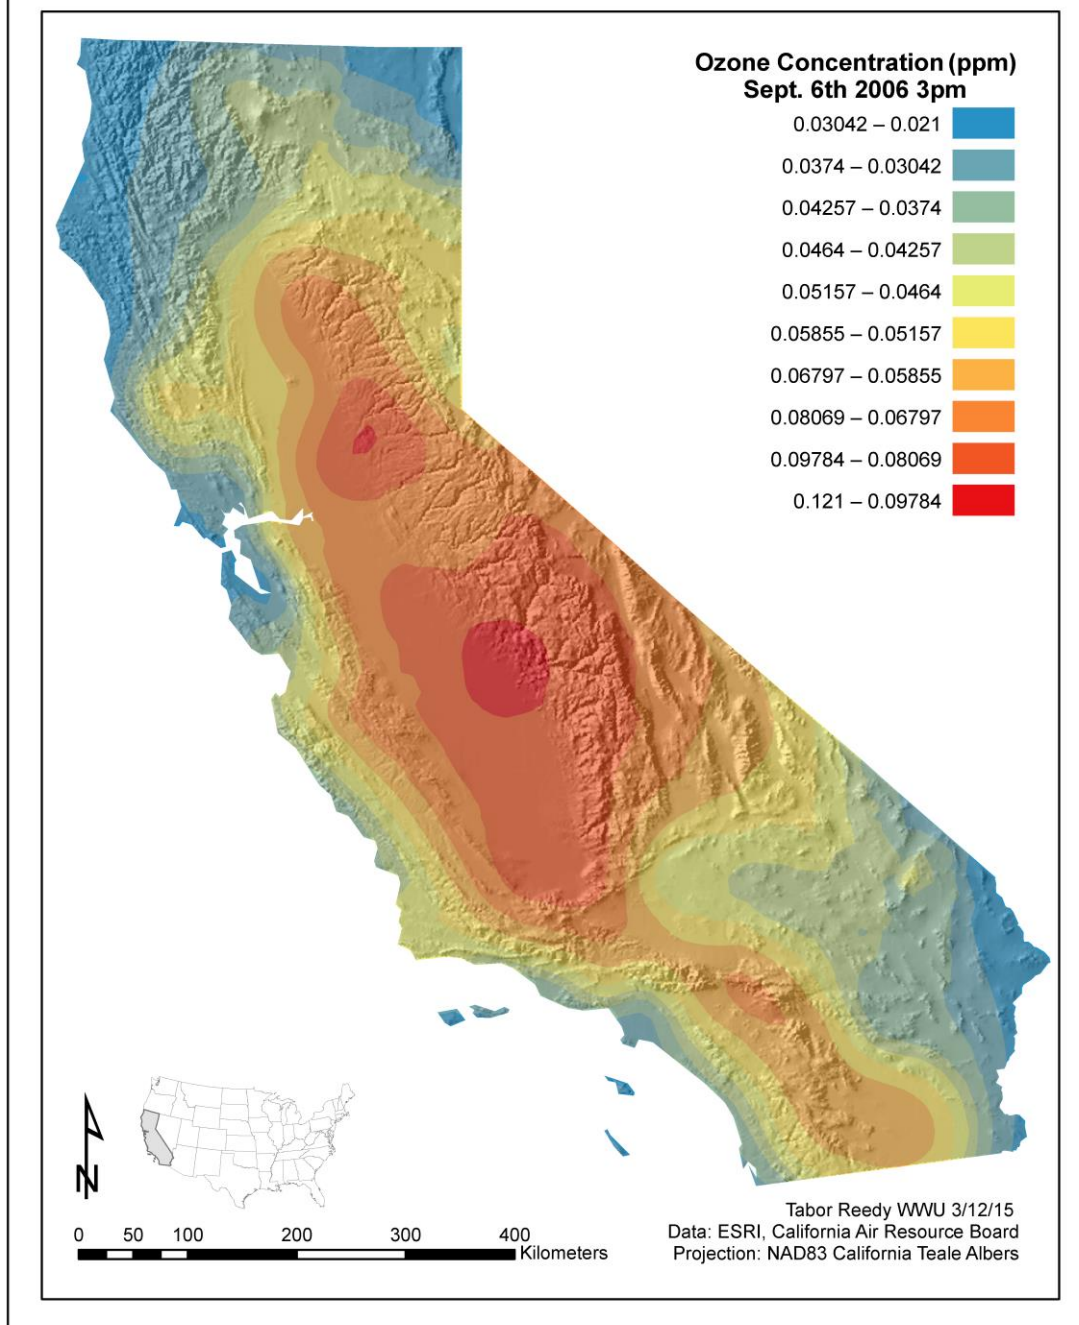 Ozone Concentration (ppm)
Sept. 6th 2006 3pm
0.03042 – 0.021
0.0374 – 0.03042
0.04257 – 0.0374
0.0464 – 0.04257
0.05157 – 0.0464
0.05855 – 0.05157
0.06797 – 0.05855
0.08069 – 0.06797
0.09784 – 0.08069
0.121 – 0.09784
N
0 50 100 200 300 400
Kilometers
Tabor Reedy WWU 3/12/15
Data: ESRI, California Air Resource Board
Projection: NAD83 California Teale Albers